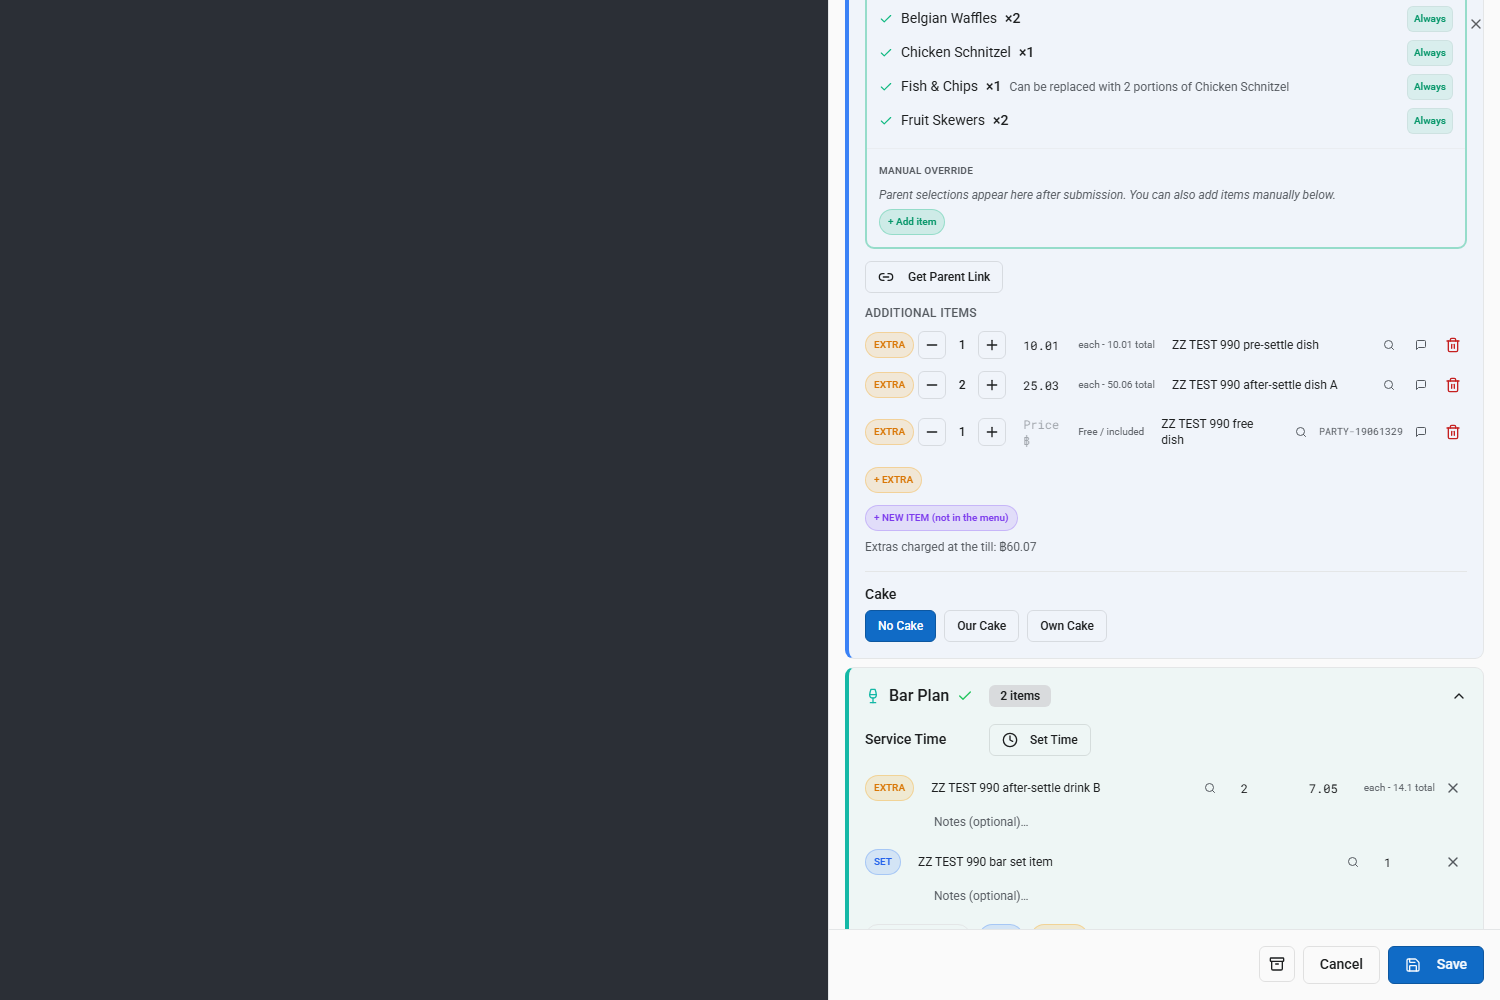 Belgian Waffles ×2 Always
Chicken Schnitzel ×1 Always
Fish & Chips ×1 Can be replaced with 2 portions of Chicken Schnitzel Always
Fruit Skewers ×2 Always
MANUAL OVERRIDE
Parent selections appear here after submission. You can also add items manually below.
+ Add item
Get Parent Link
ADDITIONAL ITEMS
EXTRA 1 10.01 each - 10.01 total ZZ TEST 990 pre-settle dish
EXTRA 2 25.03 each - 50.06 total ZZ TEST 990 after-settle dish A
EXTRA 1 Price ฿ Free / included ZZ TEST 990 free dish PARTY-19061329
+ EXTRA
+ NEW ITEM (not in the menu)
Extras charged at the till: ฿60.07
Cake
No Cake Our Cake Own Cake
Bar Plan 2 items
Service Time Set Time
EXTRA ZZ TEST 990 after-settle drink B 2 7.05 each - 14.1 total
Notes (optional)...
SET ZZ TEST 990 bar set item 1
Notes (optional)...
Cancel Save